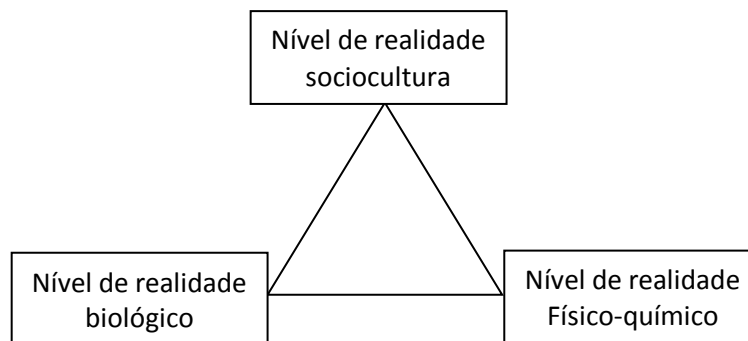 Nível de realidade
sociocultura
Nível de realidade
biológico
Nível de realidade
Físico-químico